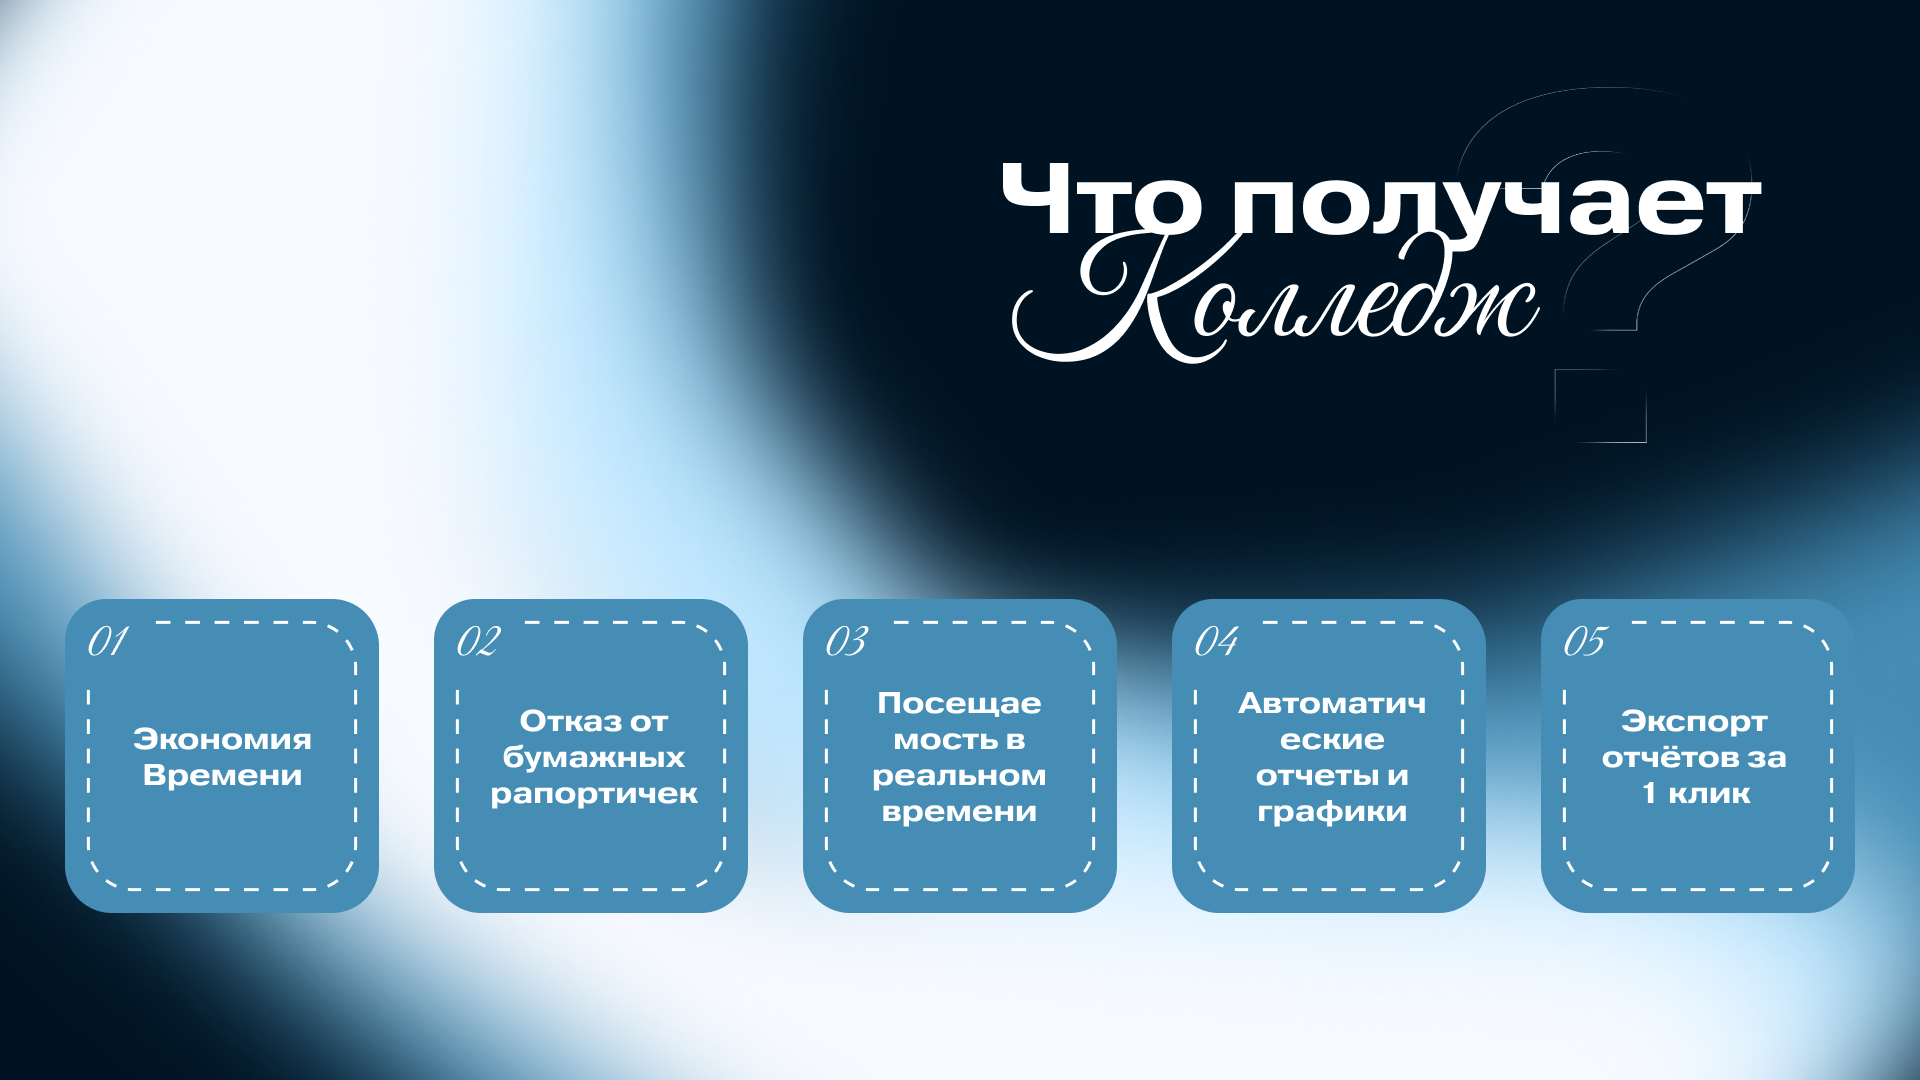 Что получает
Колледж
?
01
Экономия
Времени
02
Отказ от
бумажных
рапортичек
03
Посещае
мость в
реальном
времени
04
Автоматич
еские
отчеты и
графики
05
Экспорт
отчётов за
1 клик